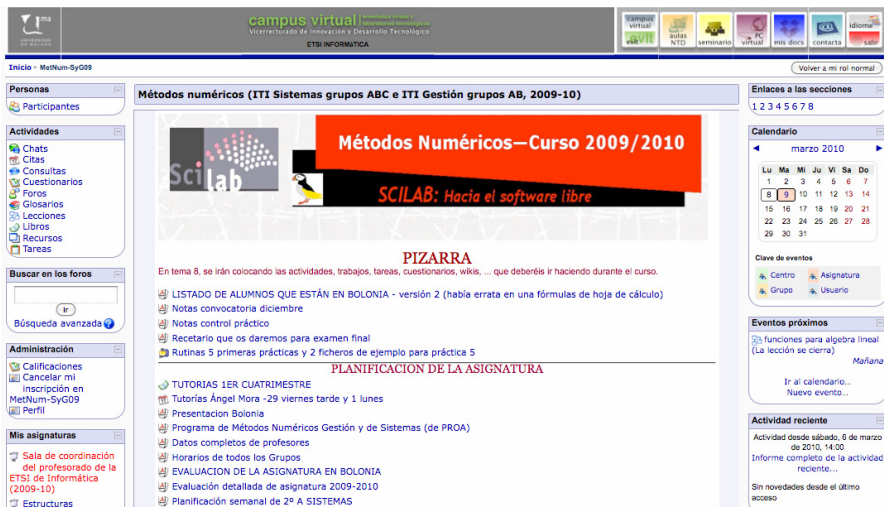 campus virtual enseñanza virtual y laboratorios tecnológicos
Vicerrectorado de Innovación y Desarrollo Tecnológico
ETSI INFORMATICA
UNIVERSIDAD DE MÁLAGA
campus virtual
evlt
aulas NTD
seminario
PC virtual
mis docs
contacta
idioma
salir
Inicio ► MetNum-SyG09
Volver a mi rol normal
Personas
Participantes
Actividades
Chats
Citas
Consultas
Cuestionarios
Foros
Glosarios
Lecciones
Libros
Recursos
Tareas
Buscar en los foros
Ir
Búsqueda avanzada
Administración
Calificaciones
Cancelar mi
inscripción en
MetNum-SyG09
Perfil
Mis asignaturas
Sala de coordinación
del profesorado de la
ETSI de Informática
(2009-10)
Estructuras
Métodos numéricos (ITI Sistemas grupos ABC e ITI Gestión grupos AB, 2009-10)
Scilab
Métodos Numéricos—Curso 2009/2010
SCILAB: Hacia el software libre
PIZARRA
En tema 8, se irán colocando las actividades, trabajos, tareas, cuestionarios, wikis, ... que deberéis ir haciendo durante el curso.
LISTADO DE ALUMNOS QUE ESTÁN EN BOLONIA - versión 2 (había errata en una fórmulas de hoja de cálculo)
Notas convocatoria diciembre
Notas control práctico
Recetario que os daremos para examen final
Rutinas 5 primeras prácticas y 2 ficheros de ejemplo para práctica 5
PLANIFICACION DE LA ASIGNATURA
TUTORIAS 1ER CUATRIMESTRE
Tutorías Ángel Mora -29 viernes tarde y 1 lunes
Presentacion Bolonia
Programa de Métodos Numéricos Gestión y de Sistemas (de PROA)
Datos completos de profesores
Horarios de todos los Grupos
EVALUACION DE LA ASIGNATURA EN BOLONIA
Evaluación detallada de asignatura 2009-2010
Planificación semanal de 2º A SISTEMAS
Enlaces a las secciones
1 2 3 4 5 6 7 8
Calendario
◄ marzo 2010 ►
Lu Ma Mi Ju Vi Sa Do
1 2 3 4 5 6 7
8 9 10 11 12 13 14
15 16 17 18 19 20 21
22 23 24 25 26 27 28
29 30 31
Clave de eventos
Centro Asignatura
Grupo Usuario
Eventos próximos
funciones para algebra lineal
(La lección se cierra)
Mañana
Ir al calendario...
Nuevo evento...
Actividad reciente
Actividad desde sábado, 6 de marzo
de 2010, 14:00
Informe completo de la actividad
reciente...
Sin novedades desde el último
acceso